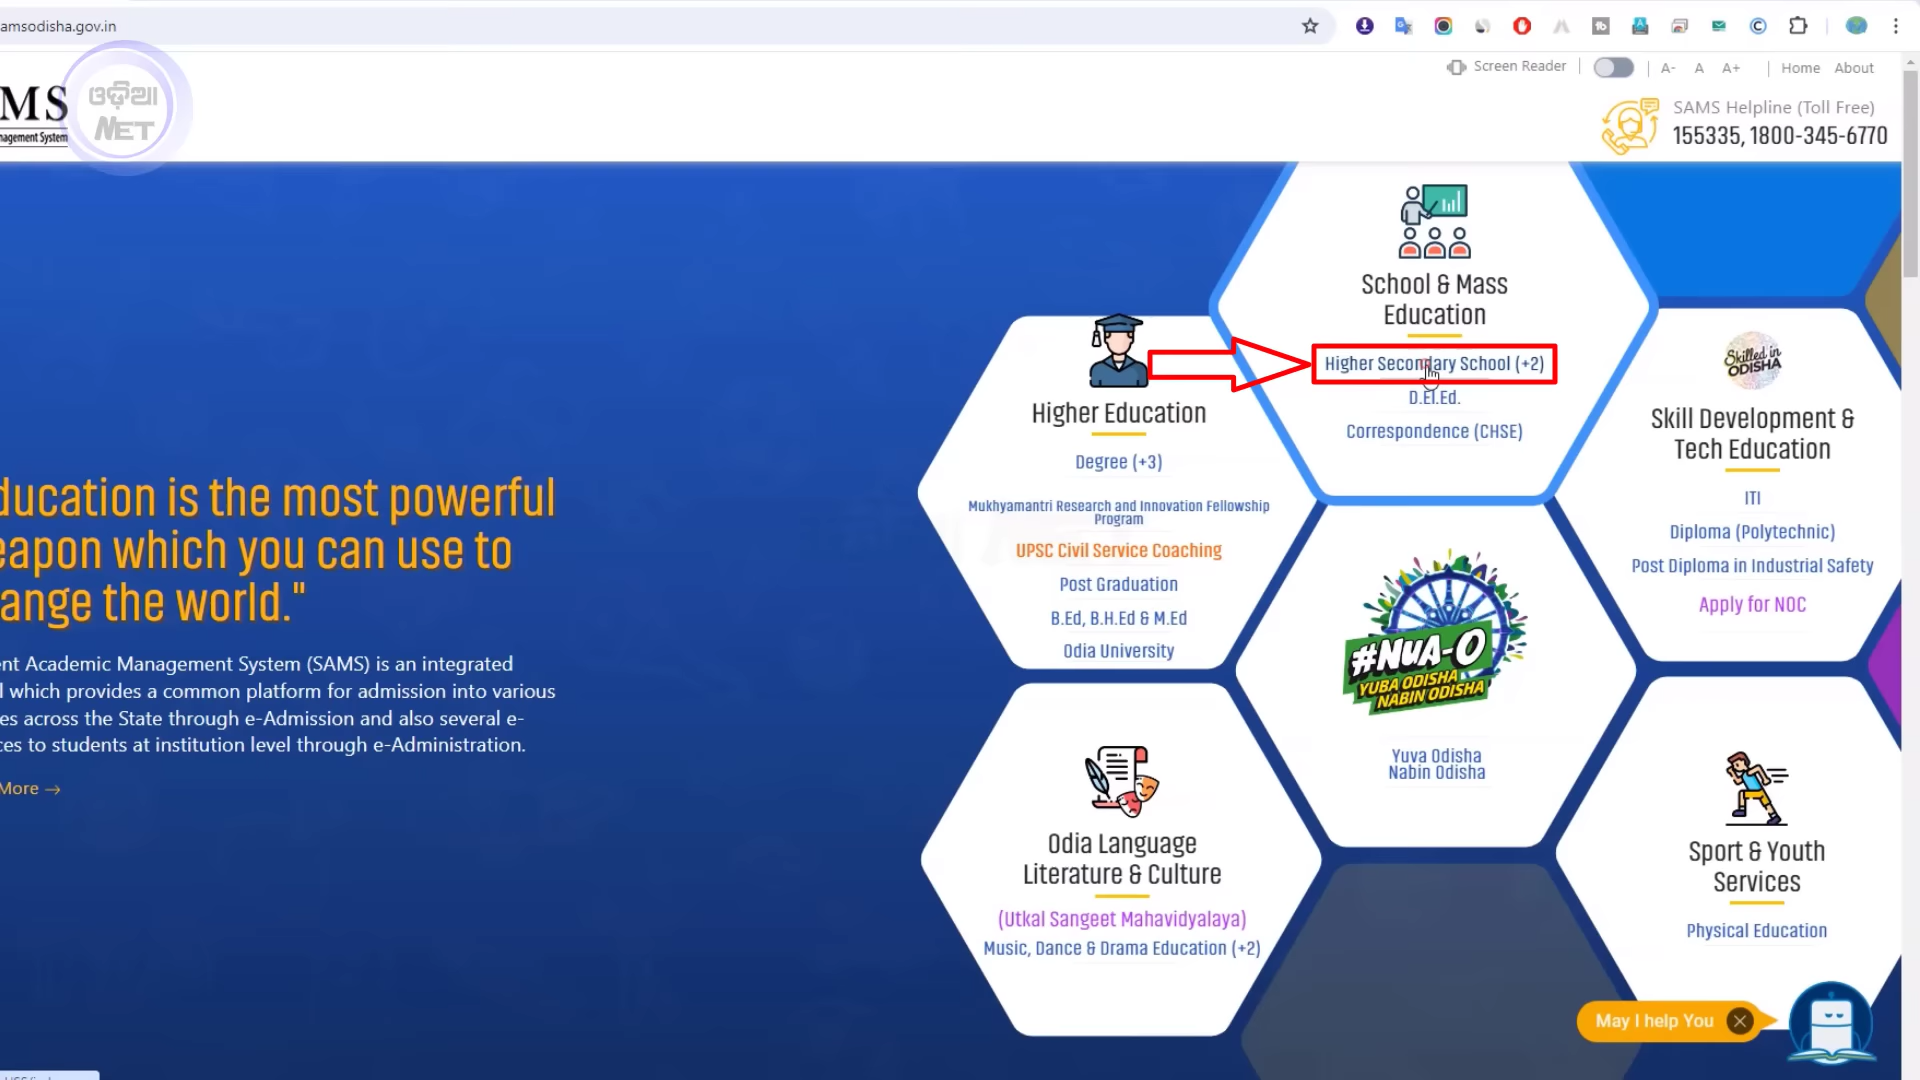 amsodisha.gov.in
Screen Reader
A-
A
A+
Home
About
MS
nagement System
ଓଡ଼ିଆ
NET
SAMS Helpline (Toll Free)
155335, 1800-345-6770
School & Mass
Education
Higher Secondary School (+2)
D.El.Ed.
Correspondence (CHSE)
Higher Education
Degree (+3)
Mukhyamantri Research and Innovation Fellowship
Program
UPSC Civil Service Coaching
Post Graduation
B.Ed, B.H.Ed & M.Ed
Odia University
Skilled in
ODISHA
Skill Development &
Tech Education
ITI
Diploma (Polytechnic)
Post Diploma in Industrial Safety
Apply for NOC
ducation is the most powerful
eapon which you can use to
ange the world."
ent Academic Management System (SAMS) is an integrated
l which provides a common platform for admission into various
es across the State through e-Admission and also several e-
ces to students at institution level through e-Administration.
More →
#NUA-O
YUBA ODISHA
NABIN ODISHA
Yuva Odisha
Nabin Odisha
Odia Language
Literature & Culture
(Utkal Sangeet Mahavidyalaya)
Music, Dance & Drama Education (+2)
Sport & Youth
Services
Physical Education
May I help You